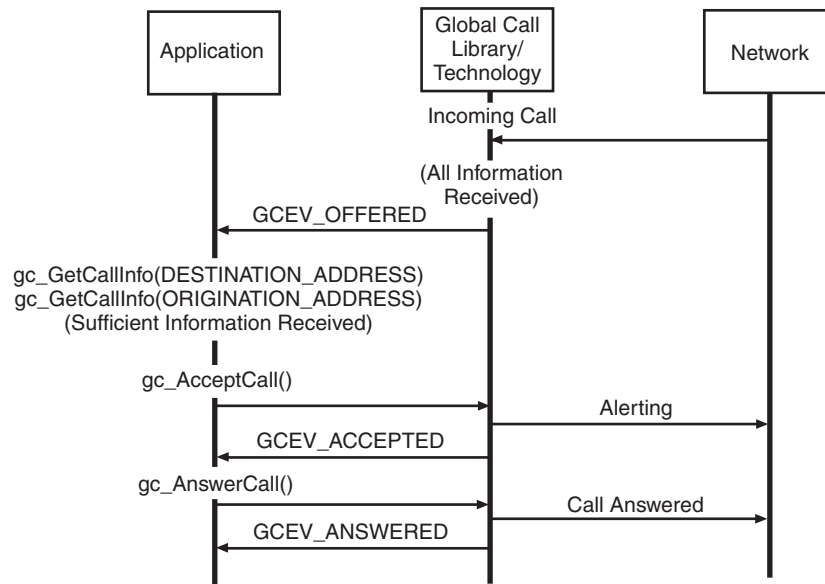 Application
Global Call
Library/
Technology
Network
Incoming Call
(All Information
Received)
GCEV_OFFERED
gc_GetCallInfo(DESTINATION_ADDRESS)
gc_GetCallInfo(ORIGINATION_ADDRESS)
(Sufficient Information Received)
gc_AcceptCall()
Alerting
GCEV_ACCEPTED
gc_AnswerCall()
Call Answered
GCEV_ANSWERED